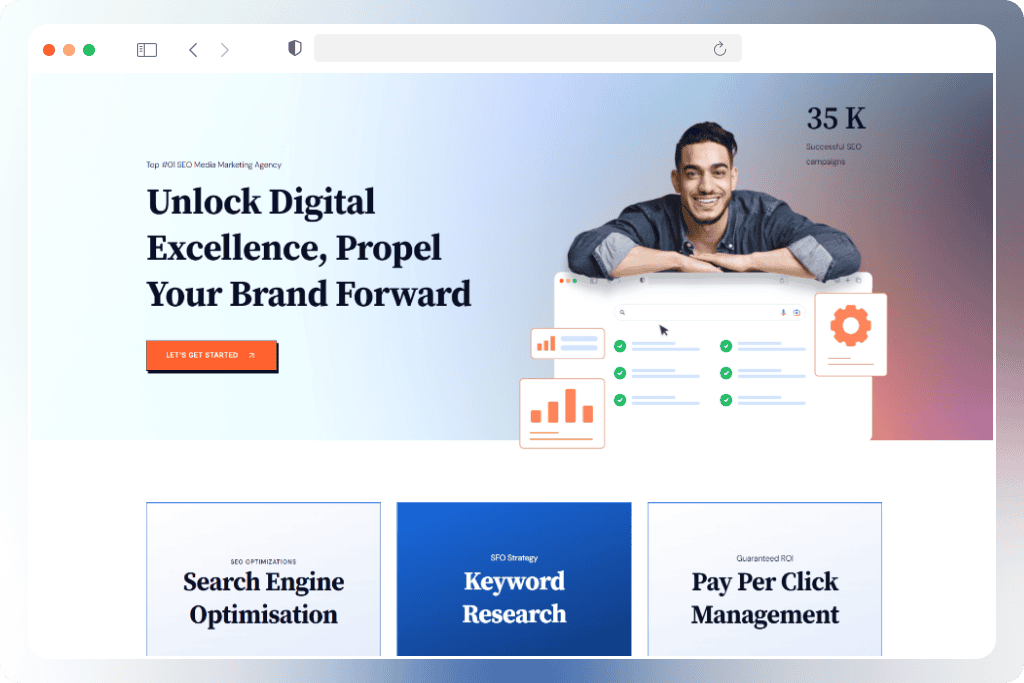 Top #01 SEO Media Marketing Agency
Unlock Digital
Excellence, Propel
Your Brand Forward
LET'S GET STARTED
35 K
Successful SEO
campaigns
SEO OPTIMIZATIONS
Search Engine
Optimisation
SEO Strategy
Keyword
Research
Guaranteed ROI
Pay Per Click
Management